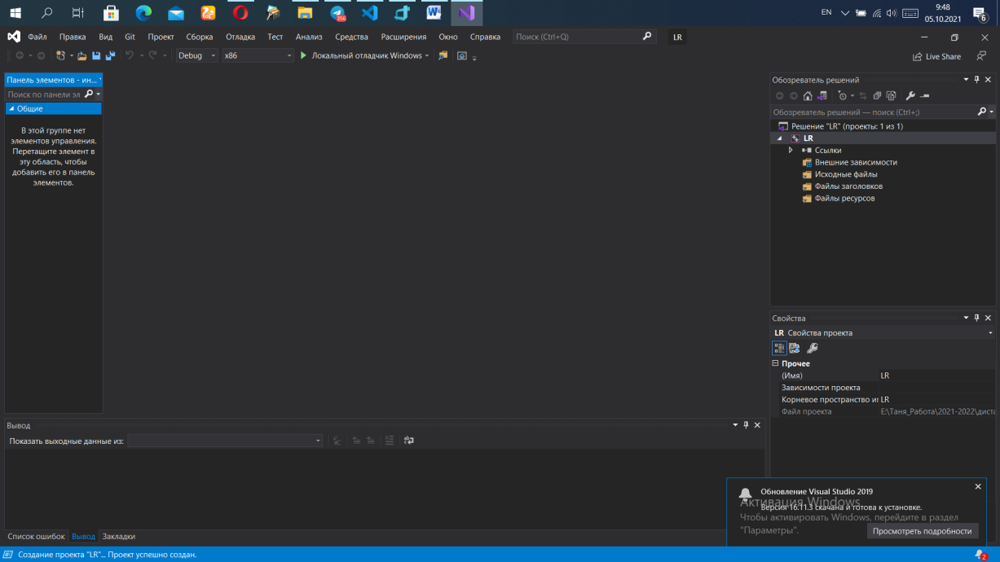 356
EN
9:48
05.10.2021
6
Файл Правка Вид Git Проект Сборка Отладка Тест Анализ Средства Расширения Окно Справка Поиск (Ctrl+Q) LR
Debug x86 Локальный отладчик Windows Live Share
Панель элементов - ин...
Поиск по панели эл
Общие
В этой группе нет
элементов управления.
Перетащите элемент в
эту область, чтобы
добавить его в панель
элементов.
Обозреватель решений
Обозреватель решений — поиск (Ctrl+;)
Решение "LR" (проекты: 1 из 1)
LR
Ссылки
Внешние зависимости
Исходные файлы
Файлы заголовков
Файлы ресурсов
Свойства
LR Свойства проекта
Прочее
(Имя) LR
Зависимости проекта
Корневое пространство им LR
Файл проекта E:\Таня_Работа\2021-2022\диста
Вывод
Показать выходные данные из:
Обновление Visual Studio 2019
Версия 16.11.3 скачана и готова к установке.
Просмотреть подробности
Активация Windows
Чтобы активировать Windows, перейдите в раздел
"Параметры".
Список ошибок Вывод Закладки
Создание проекта "LR"... Проект успешно создан.
2